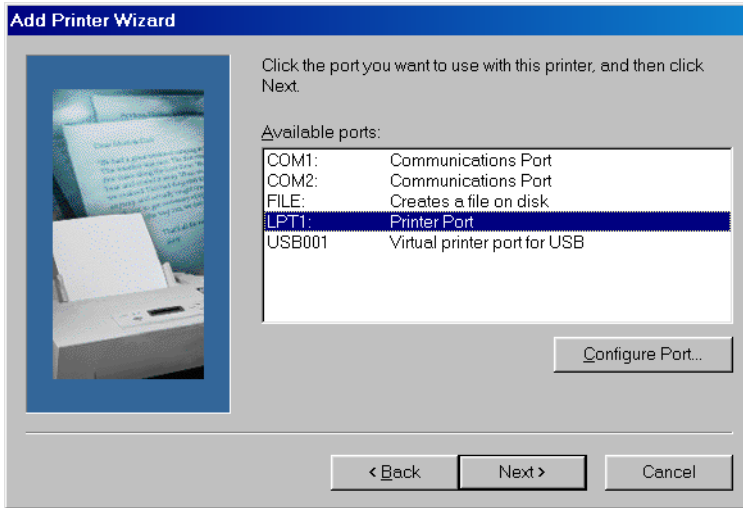 Add Printer Wizard
Click the port you want to use with this printer, and then click
Next.
Available ports:
COM1: Communications Port
COM2: Communications Port
FILE: Creates a file on disk
LPT1: Printer Port
USB001 Virtual printer port for USB
Configure Port...
< Back Next > Cancel